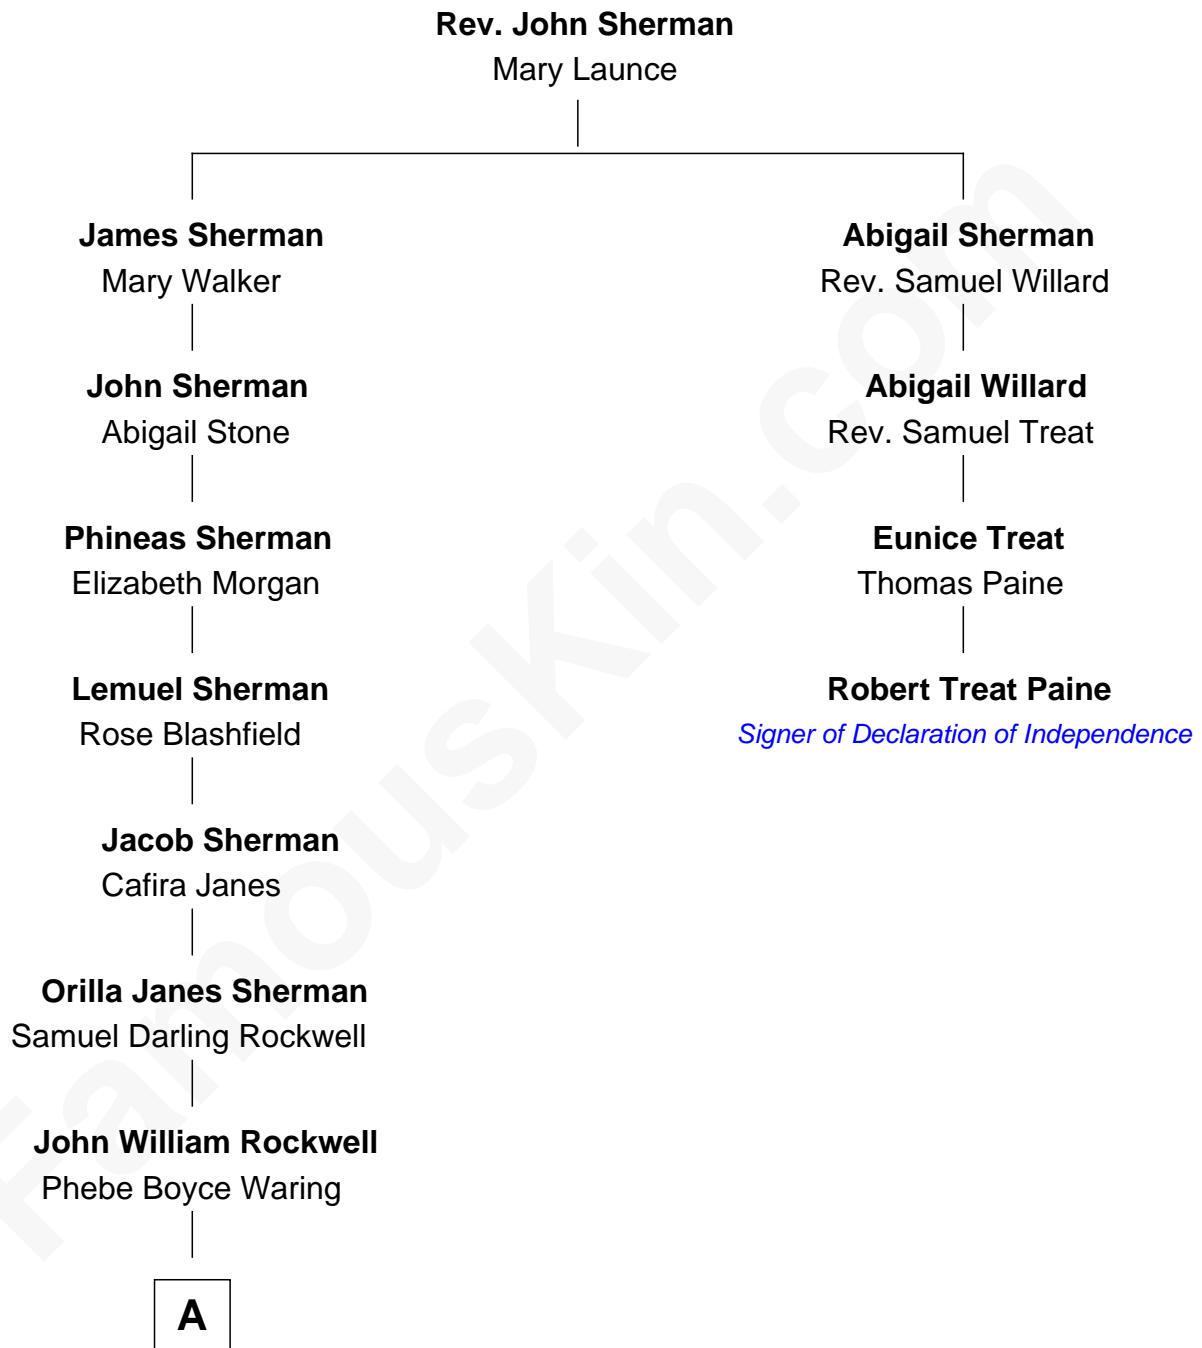 Rev. John Sherman
Mary Launce
James Sherman
Mary Walker
John Sherman
Abigail Stone
Phineas Sherman
Elizabeth Morgan
Lemuel Sherman
Rose Blashfield
Jacob Sherman
Cafira Janes
Orilla Janes Sherman
Samuel Darling Rockwell
John William Rockwell
Phebe Boyce Waring
A
Abigail Sherman
Rev. Samuel Willard
Abigail Willard
Rev. Samuel Treat
Eunice Treat
Thomas Paine
Robert Treat Paine
Signer of Declaration of Independence
FamousKin.com